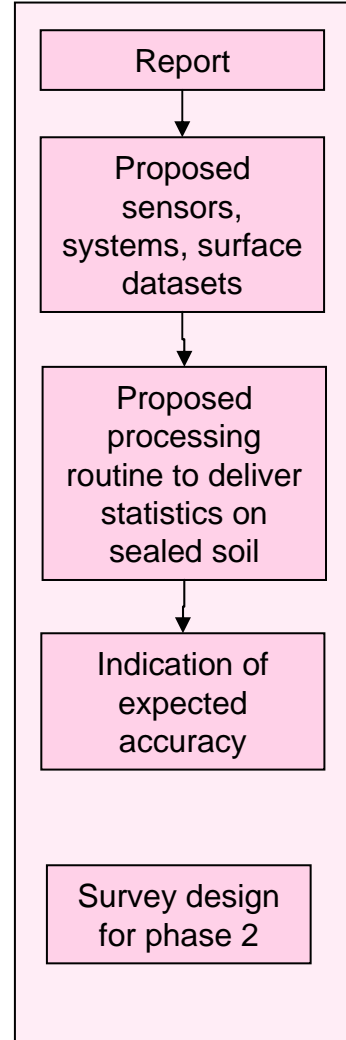 Report
Proposed
sensors,
systems, surface
datasets
Proposed
processing
routine to deliver
statistics on
sealed soil
Indication of
expected
accuracy
Survey design
for phase 2